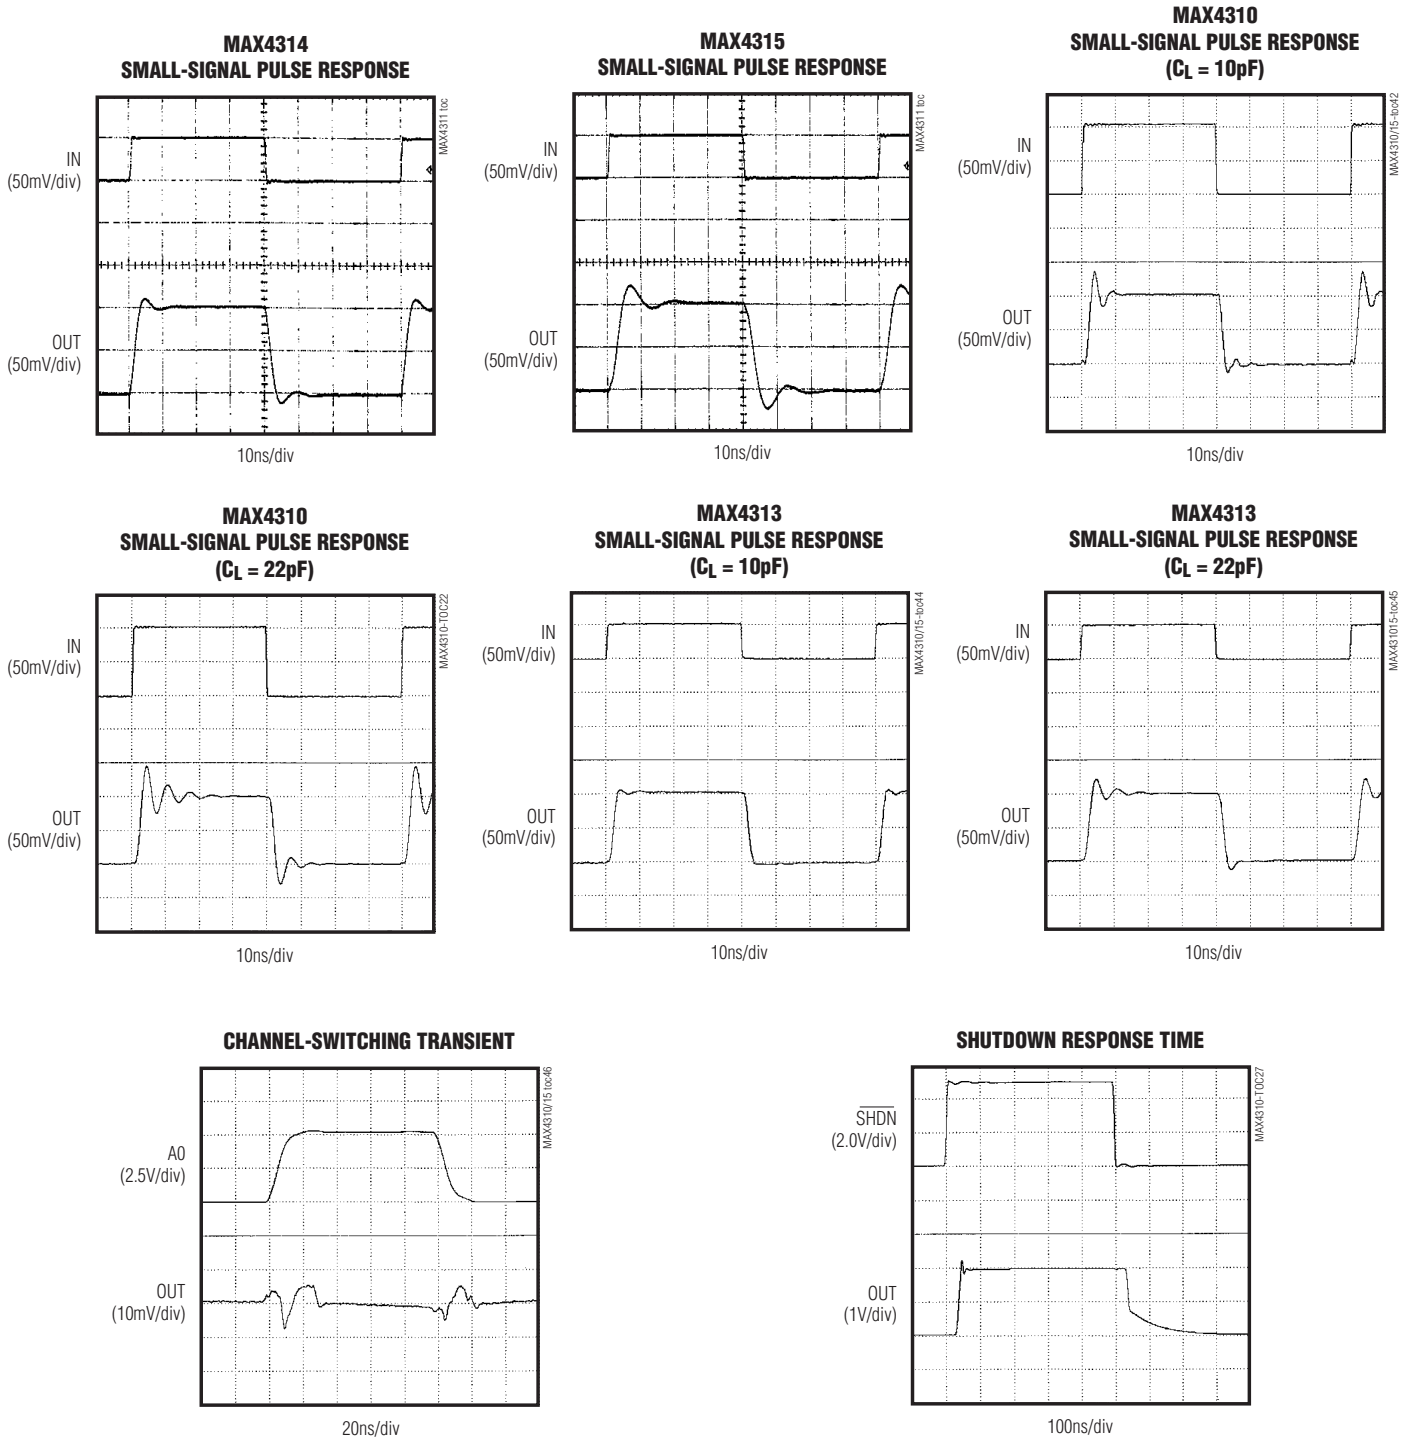 MAX4314
SMALL-SIGNAL PULSE RESPONSE
MAX4311 toc
IN
(50mV/div)
OUT
(50mV/div)
10ns/div
MAX4315
SMALL-SIGNAL PULSE RESPONSE
MAX4311 toc
IN
(50mV/div)
OUT
(50mV/div)
10ns/div
MAX4310
SMALL-SIGNAL PULSE RESPONSE
(CL = 10pF)
MAX4310/15-toc42
IN
(50mV/div)
OUT
(50mV/div)
10ns/div
MAX4310
SMALL-SIGNAL PULSE RESPONSE
(CL = 22pF)
MAX4310-TOC22
IN
(50mV/div)
OUT
(50mV/div)
10ns/div
MAX4313
SMALL-SIGNAL PULSE RESPONSE
(CL = 10pF)
MAX4310/15-toc44
IN
(50mV/div)
OUT
(50mV/div)
10ns/div
MAX4313
SMALL-SIGNAL PULSE RESPONSE
(CL = 22pF)
MAX431015-toc45
IN
(50mV/div)
OUT
(50mV/div)
10ns/div
CHANNEL-SWITCHING TRANSIENT
MAX4310/15 toc46
A0
(2.5V/div)
OUT
(10mV/div)
20ns/div
SHUTDOWN RESPONSE TIME
MAX4310-TOC27
SHDN
(2.0V/div)
OUT
(1V/div)
100ns/div